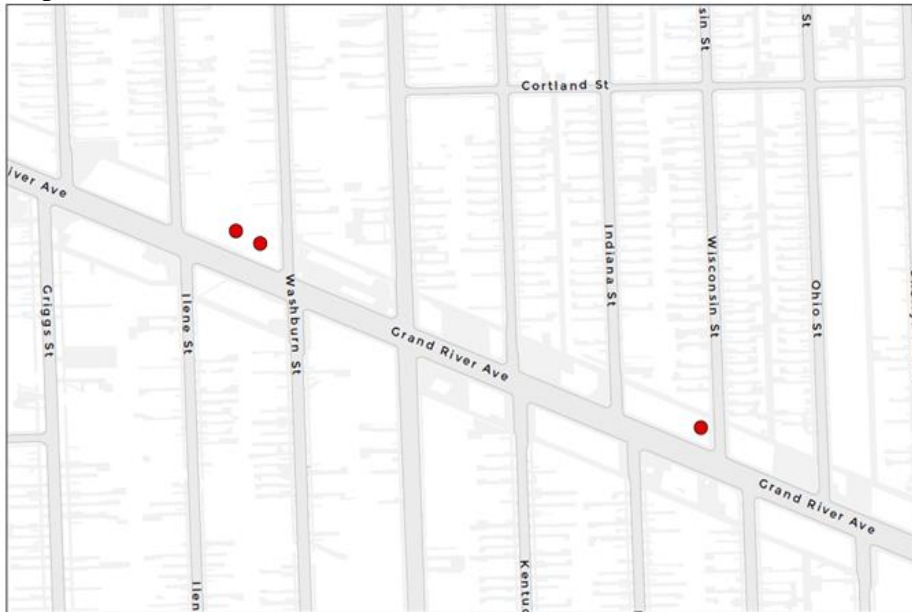 sin St
St
Cortland St
iver Ave
Griggs St
Ilene St
Washburn St
Indiana St
Wisconsin St
Ohio St
Grand River Ave
Grand River Ave
Ilen
Kentuc